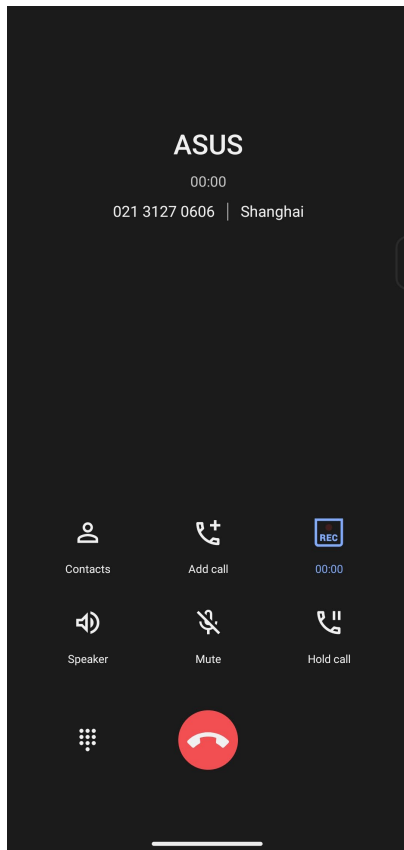 ASUS
00:00
021 3127 0606 | Shanghai
REC
Contacts
Add call
00:00
Speaker
Mute
Hold call